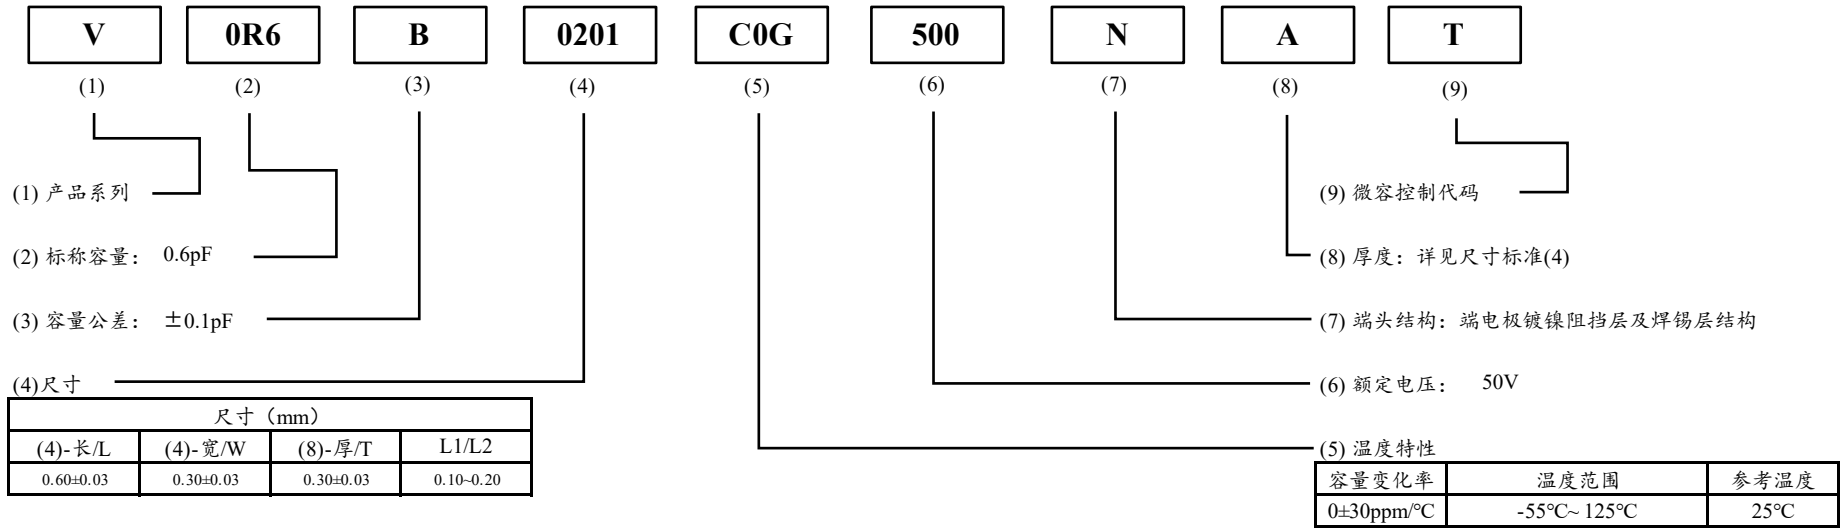 V 0R6 B 0201 C0G 500 N A T
(1) (2) (3) (4) (5) (6) (7) (8) (9)
(1) 产品系列
(9) 微容控制代码
(2) 标称容量： 0.6pF
(8) 厚度：详见尺寸标准(4)
(3) 容量公差： ±0.1pF
(7) 端头结构：端电极镀镍阻挡层及焊锡层结构
(4)尺寸
(6) 额定电压： 50V
尺寸（mm）
(4)-长/L (4)-宽/W (8)-厚/T L1/L2
0.60±0.03 0.30±0.03 0.30±0.03 0.10~0.20
(5) 温度特性
容量变化率 温度范围 参考温度
0±30ppm/°C -55°C~ 125°C 25°C